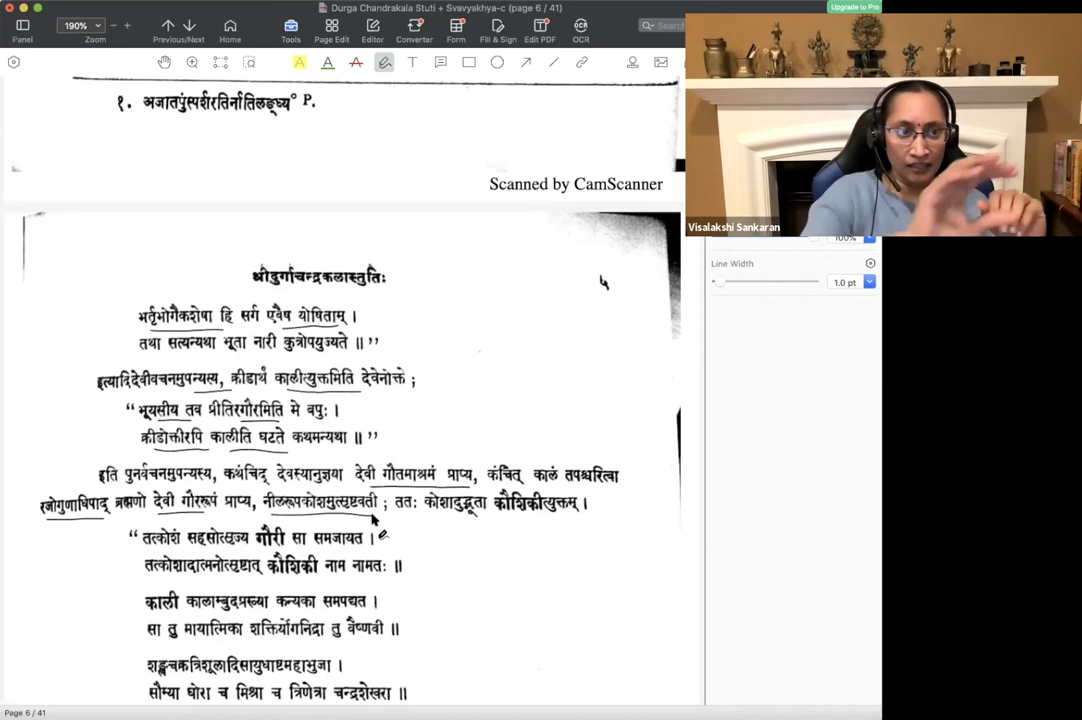 Durga Chandrakala Stuti + Svavyakhya-c (page 6 / 41)
Upgrade to Pro
190%
Panel
Zoom
Previous/Next
Home
Tools
Page Edit
Editor
Converter
Form
Fill & Sign
Edit PDF
OCR
Search
१. अजातपुंस्पर्शरतिर्नातिलङ्घ्य° P.
Scanned by CamScanner
Visalakshi Sankaran
100%
Line Width
1.0 pt
श्रीदुर्गाचन्द्रकलास्तुतिः
५
भर्तृभोगैकशेषा हि सर्ग एवैष योषिताम् ।
तथा सत्यन्यथा भूता नारी कुत्रोपयुज्यते ॥ ’’
इत्यादिदेवीवचनमुपन्यस्य, क्रीडार्थं कालीत्युक्तमिति देवेनोक्ते ;
‘‘ भूयसीय तव प्रीतिरगौरमिति मे वपुः ।
क्रीडोक्तीरपि कालीति घटते कथमन्यथा ॥ ’’
इति पुनर्वचनमुपन्यस्य, कथंचिद् देवस्यानुज्ञया देवी गौतमाश्रमं प्राप्य, कंचित् कालं तपश्चरित्वा
रजोगुणाधिपाद् ब्रह्मणो देवी गौररूपं प्राप्य, नीलरूपकोशमुत्सृष्टवती ; ततः कोशादुद्भूता कौशिकीत्युक्तम् ।
‘‘ तत्कोशं सहसोत्सृज्य गौरी सा समजायत ।
तत्कोशादात्मनोत्सृष्टात् कौशिकी नाम नामतः ॥
काली कालाम्बुदप्रख्या कन्यका समपद्यत ।
सा तु मायात्मिका शक्तिर्योगनिद्रा तु वैष्णवी ॥
शङ्खचक्रत्रिशूलादिसायुधाष्टमहाभुजा ।
सौम्या घोरा च मिश्रा च त्रिणेत्रा चन्द्रशेखरा ॥
Page 6 / 41